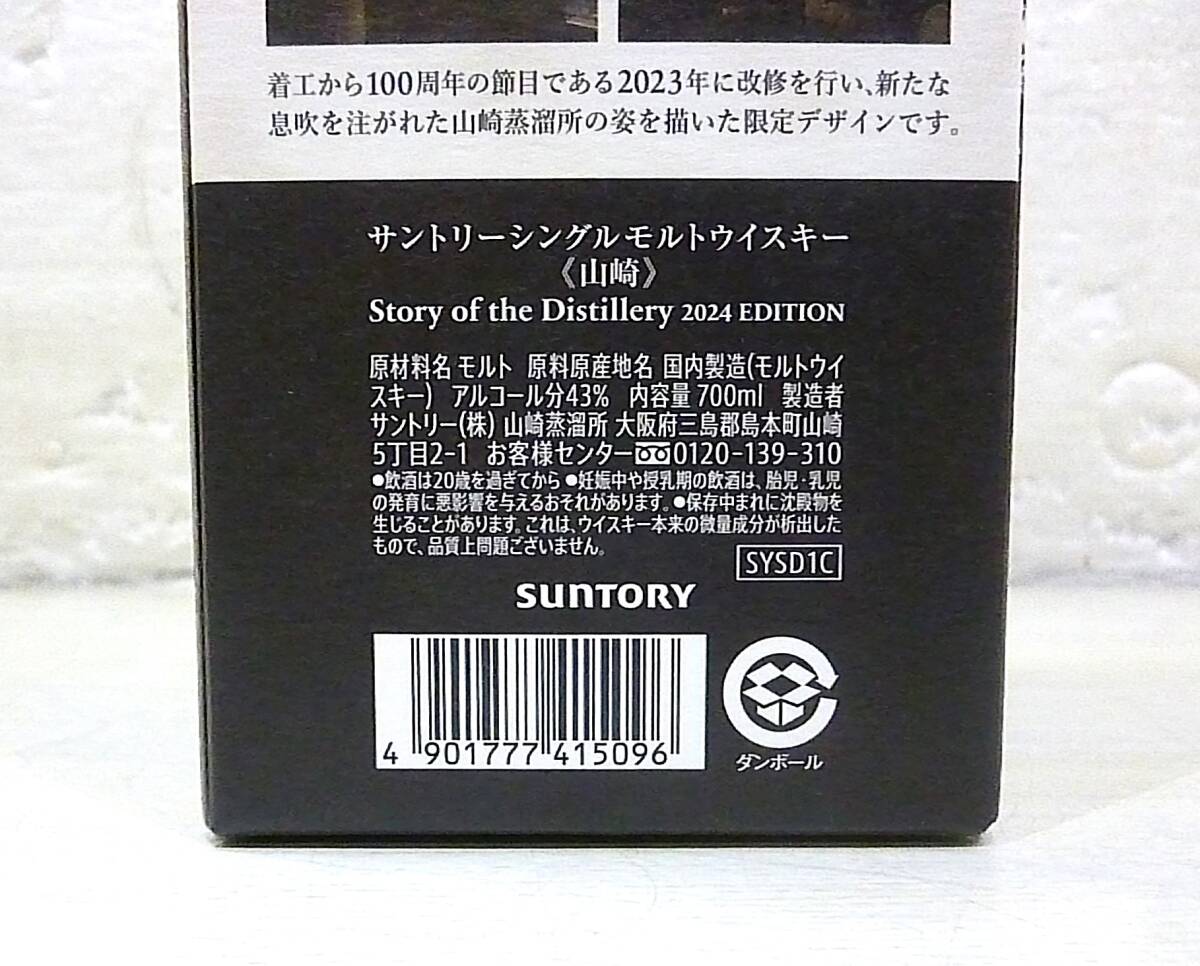 着工から100周年の節目である2023年に改修を行い、新たな
息吹を注がれた山崎蒸溜所の姿を描いた限定デザインです。
サントリーシングルモルトウイスキー
《山崎》
Story of the Distillery 2024 EDITION
原材料名 モルト 原料原産地名 国内製造(モルトウイ
スキー) アルコール分43% 内容量 700ml 製造者
サントリー(株) 山崎蒸溜所 大阪府三島郡島本町山崎
5丁目2-1 お客様センター 0120-139-310
●飲酒は20歳を過ぎてから ●妊娠中や授乳期の飲酒は、胎児・乳児
の発育に悪影響を与えるおそれがあります。●保存中まれに沈殿物を
生じることがあります。これは、ウイスキー本来の微量成分が析出した
もので、品質上問題ございません。
SYSD1C
SUNTORY
4 901777 415096
ダンボール